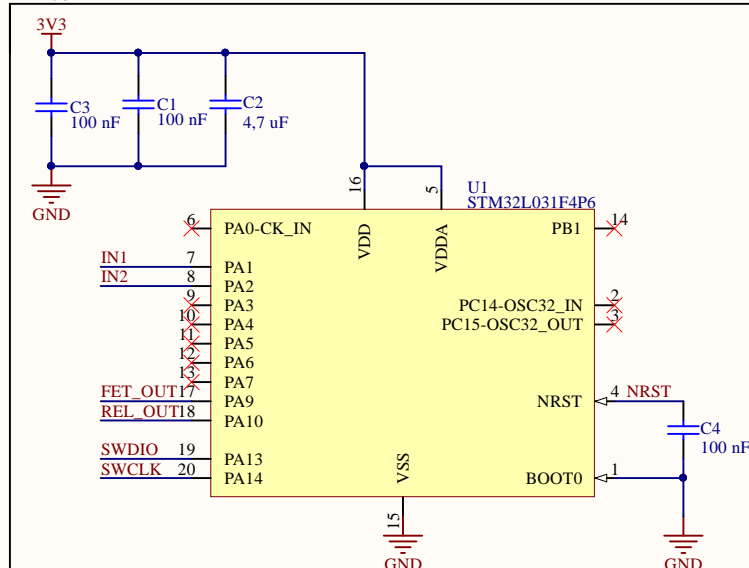 3V3
C3
100 nF
C1
100 nF
C2
4,7 uF
GND
U1
STM32L031F4P6
16
5
VDD
VDDA
6 PA0-CK_IN
PB1 14
IN1 7 PA1
IN2 8 PA2
9 PA3
PC14-OSC32_IN 2
10 PA4
PC15-OSC32_OUT 3
11 PA5
12 PA6
13 PA7
FET_OUT 17 PA9
NRST 4 NRST
REL_OUT 18 PA10
C4
100 nF
SWDIO 19 PA13
SWCLK 20 PA14
VSS
BOOT0 1
15
GND
GND